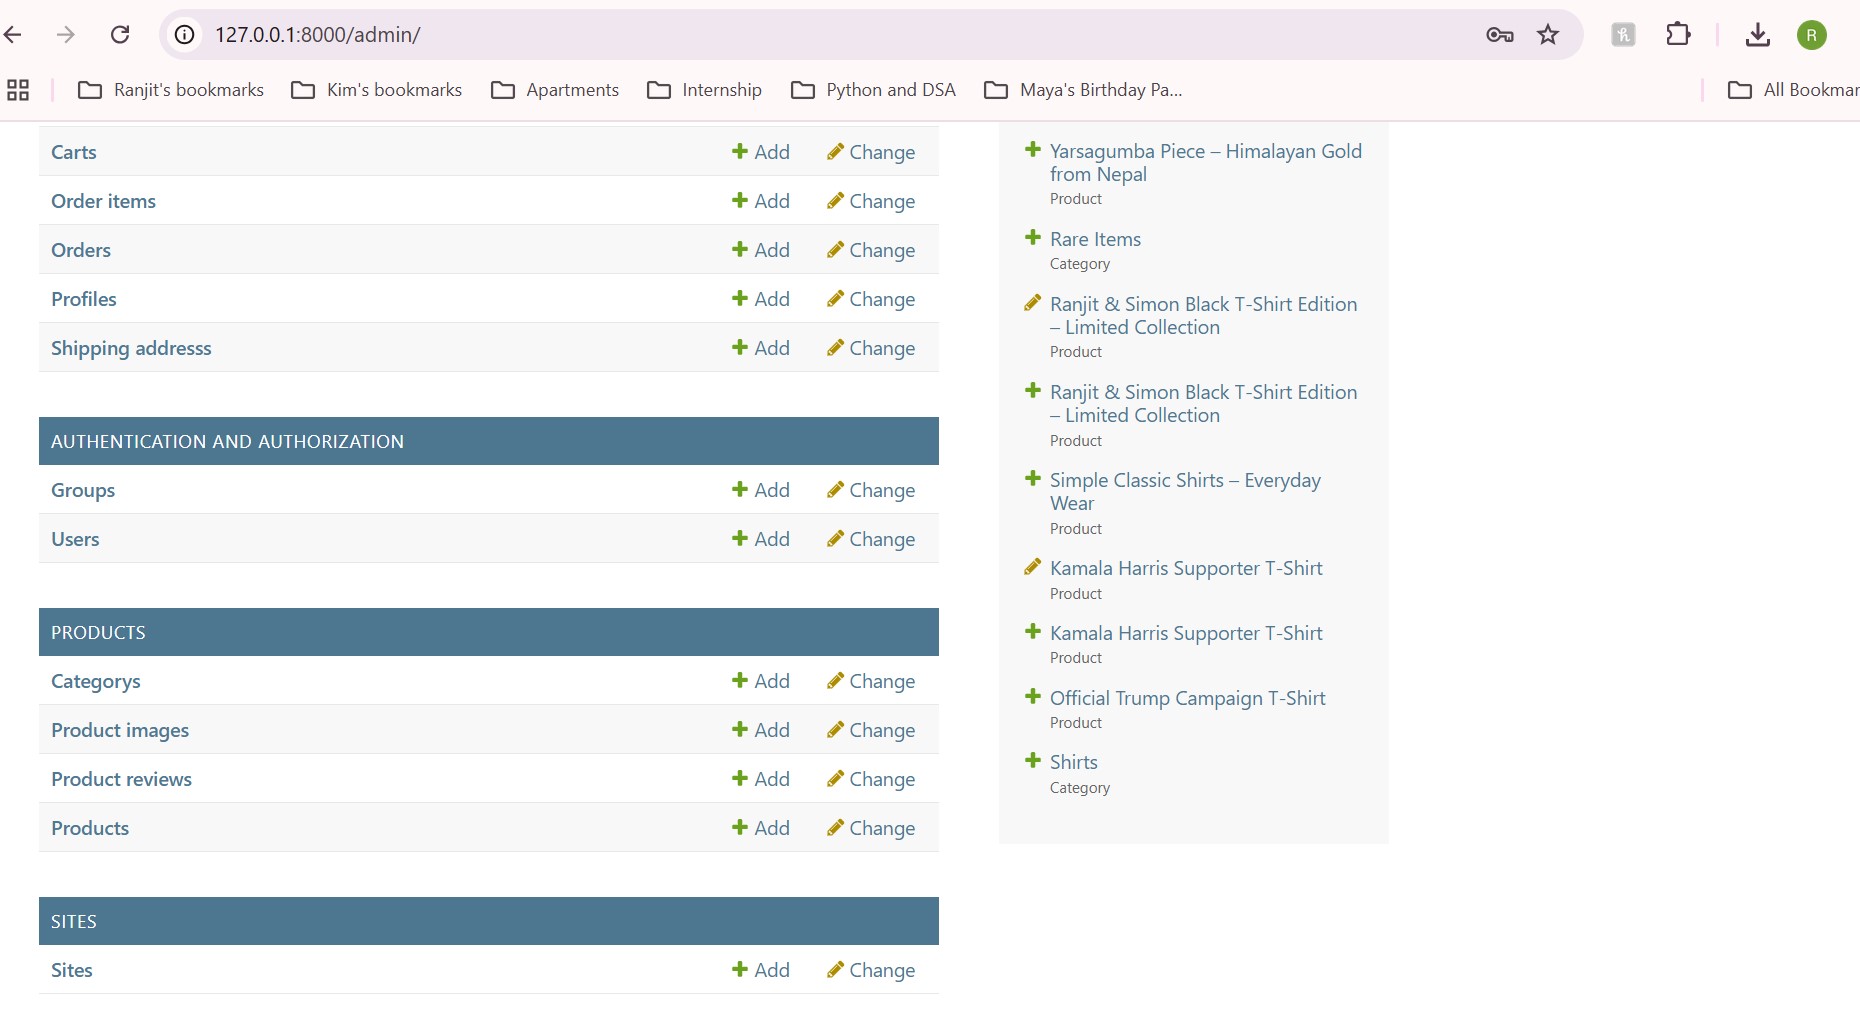 127.0.0.1:8000/admin/
Ranjit's bookmarks
Kim's bookmarks
Apartments
Internship
Python and DSA
Maya's Birthday Pa...
All Bookmar
R
Carts Add Change
Order items Add Change
Orders Add Change
Profiles Add Change
Shipping addresss Add Change
AUTHENTICATION AND AUTHORIZATION
Groups Add Change
Users Add Change
PRODUCTS
Categorys Add Change
Product images Add Change
Product reviews Add Change
Products Add Change
SITES
Sites Add Change
Yarsagumba Piece – Himalayan Gold
from Nepal
Product
Rare Items
Category
Ranjit & Simon Black T-Shirt Edition
– Limited Collection
Product
Ranjit & Simon Black T-Shirt Edition
– Limited Collection
Product
Simple Classic Shirts – Everyday
Wear
Product
Kamala Harris Supporter T-Shirt
Product
Kamala Harris Supporter T-Shirt
Product
Official Trump Campaign T-Shirt
Product
Shirts
Category